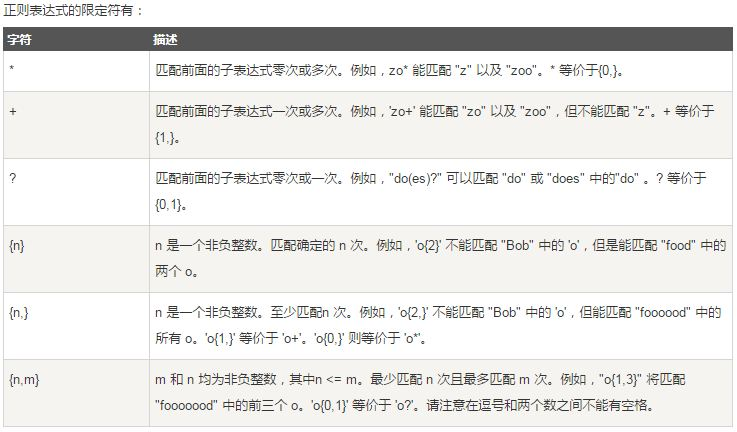 正则表达式的限定符有：
字符 描述
* 匹配前面的子表达式零次或多次。例如，zo* 能匹配 "z" 以及 "zoo"。* 等价于{0,}。
+ 匹配前面的子表达式一次或多次。例如，'zo+' 能匹配 "zo" 以及 "zoo"，但不能匹配 "z"。+ 等价于
{1,}。
? 匹配前面的子表达式零次或一次。例如，"do(es)?" 可以匹配 "do" 或 "does" 中的"do" 。? 等价于
{0,1}。
{n} n 是一个非负整数。匹配确定的 n 次。例如，'o{2}' 不能匹配 "Bob" 中的 'o'，但是能匹配 "food" 中的
两个 o。
{n,} n 是一个非负整数。至少匹配n 次。例如，'o{2,}' 不能匹配 "Bob" 中的 'o'，但能匹配 "foooood" 中的
所有 o。'o{1,}' 等价于 'o+'。'o{0,}' 则等价于 'o*'。
{n,m} m 和 n 均为非负整数，其中n <= m。最少匹配 n 次且最多匹配 m 次。例如，"o{1,3}" 将匹配
"fooooood" 中的前三个 o。'o{0,1}' 等价于 'o?'。请注意在逗号和两个数之间不能有空格。